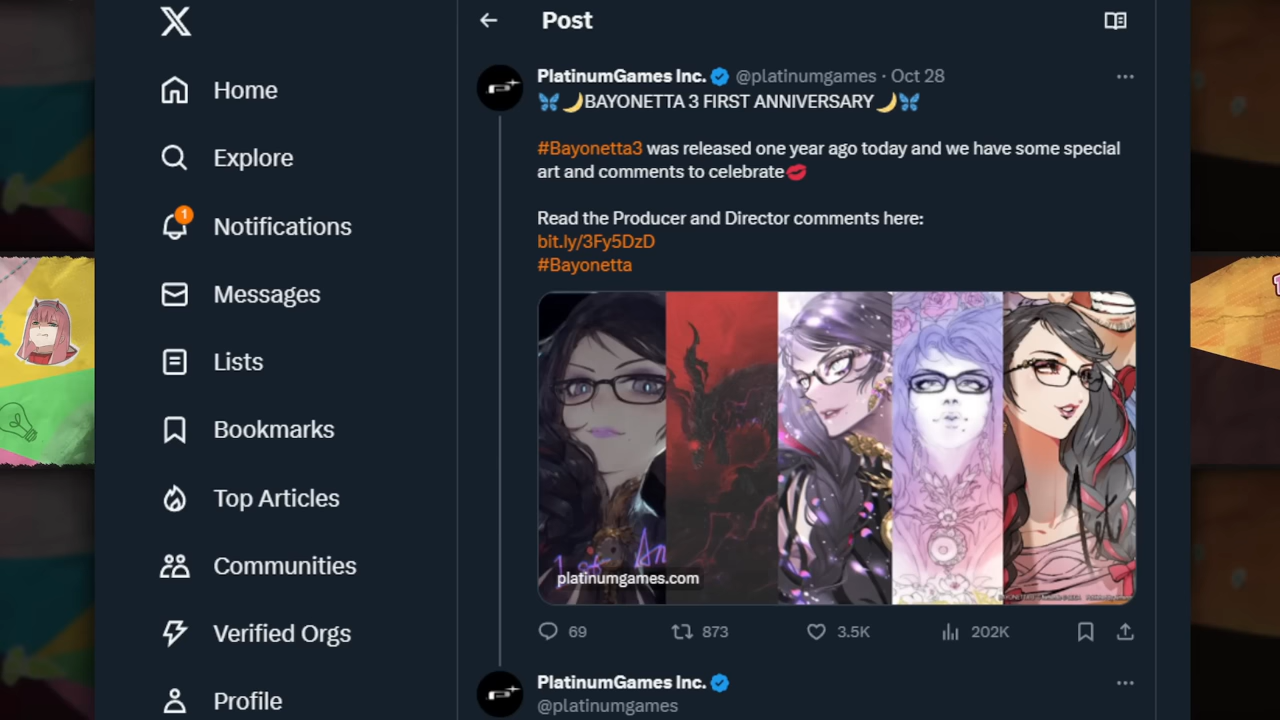 Post
PlatinumGames Inc. @platinumgames · Oct 28
🦋🌙BAYONETTA 3 FIRST ANNIVERSARY🌙🦋
#Bayonetta3 was released one year ago today and we have some special
art and comments to celebrate💋
Read the Producer and Director comments here:
bit.ly/3Fy5DzD
#Bayonetta
platinumgames.com
69 873 3.5K 202K
PlatinumGames Inc.
@platinumgames
Home
Explore
1
Notifications
Messages
Lists
Bookmarks
Top Articles
Communities
Verified Orgs
Profile